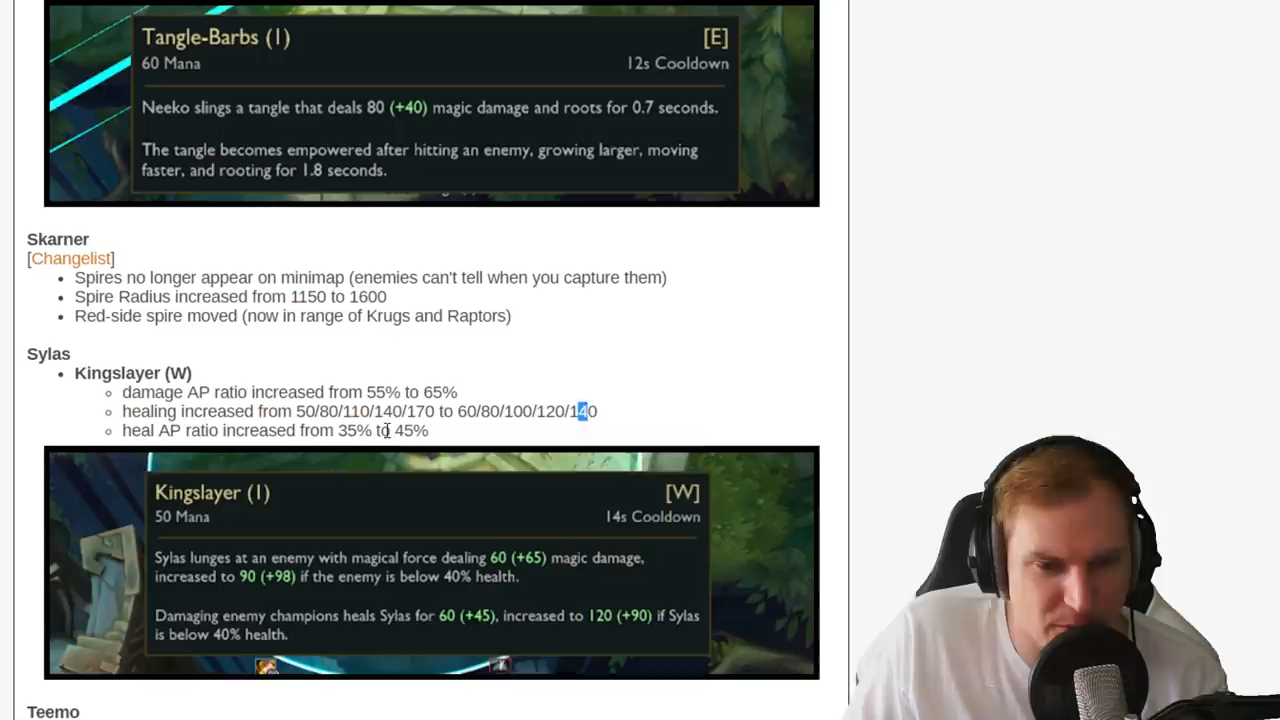 Tangle-Barbs (1) [E]
60 Mana 12s Cooldown
Neeko slings a tangle that deals 80 (+40) magic damage and roots for 0.7 seconds.
The tangle becomes empowered after hitting an enemy, growing larger, moving
faster, and rooting for 1.8 seconds.
Skarner
[Changelist]
• Spires no longer appear on minimap (enemies can't tell when you capture them)
• Spire Radius increased from 1150 to 1600
• Red-side spire moved (now in range of Krugs and Raptors)
Sylas
• Kingslayer (W)
◦ damage AP ratio increased from 55% to 65%
◦ healing increased from 50/80/110/140/170 to 60/80/100/120/140
◦ heal AP ratio increased from 35% to 45%
Kingslayer (1) [W]
50 Mana 14s Cooldown
Sylas lunges at an enemy with magical force dealing 60 (+65) magic damage,
increased to 90 (+98) if the enemy is below 40% health.
Damaging enemy champions heals Sylas for 60 (+45), increased to 120 (+90) if Sylas
is below 40% health.
Teemo